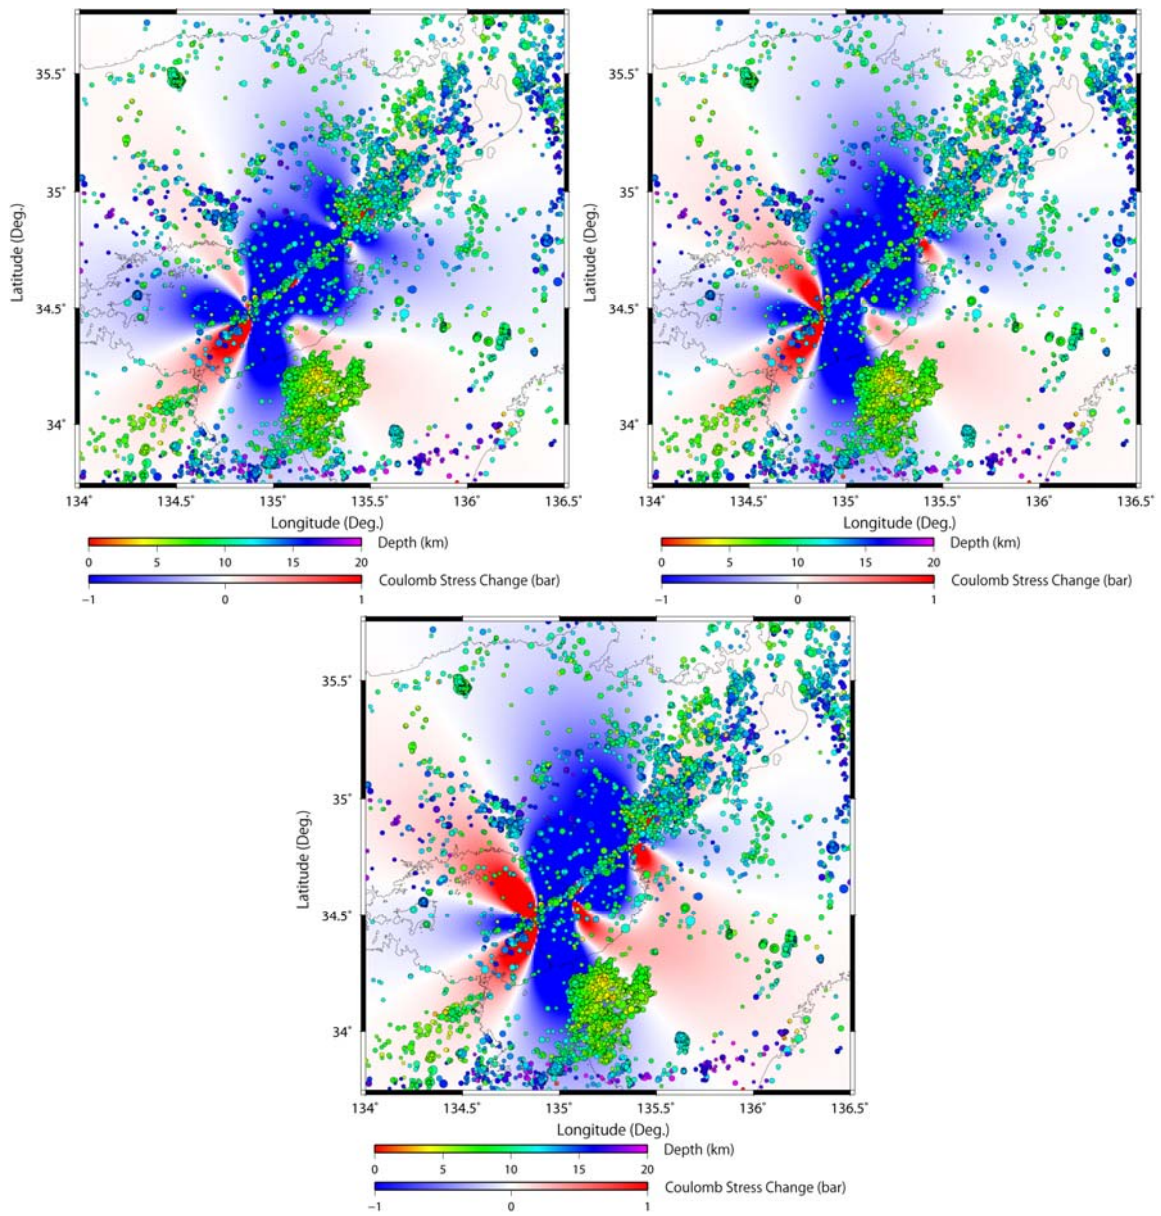 35.5°
35°
34.5°
34°
Latitude (Deg.)
134° 134.5° 135° 135.5° 136° 136.5°
Longitude (Deg.)
Depth (km)
0 5 10 15 20
Coulomb Stress Change (bar)
−1 0 1
35.5°
35°
34.5°
34°
Latitude (Deg.)
134° 134.5° 135° 135.5° 136° 136.5°
Longitude (Deg.)
Depth (km)
0 5 10 15 20
Coulomb Stress Change (bar)
−1 0 1
35.5°
35°
34.5°
34°
Latitude (Deg.)
134° 134.5° 135° 135.5° 136° 136.5°
Longitude (Deg.)
Depth (km)
0 5 10 15 20
Coulomb Stress Change (bar)
−1 0 1